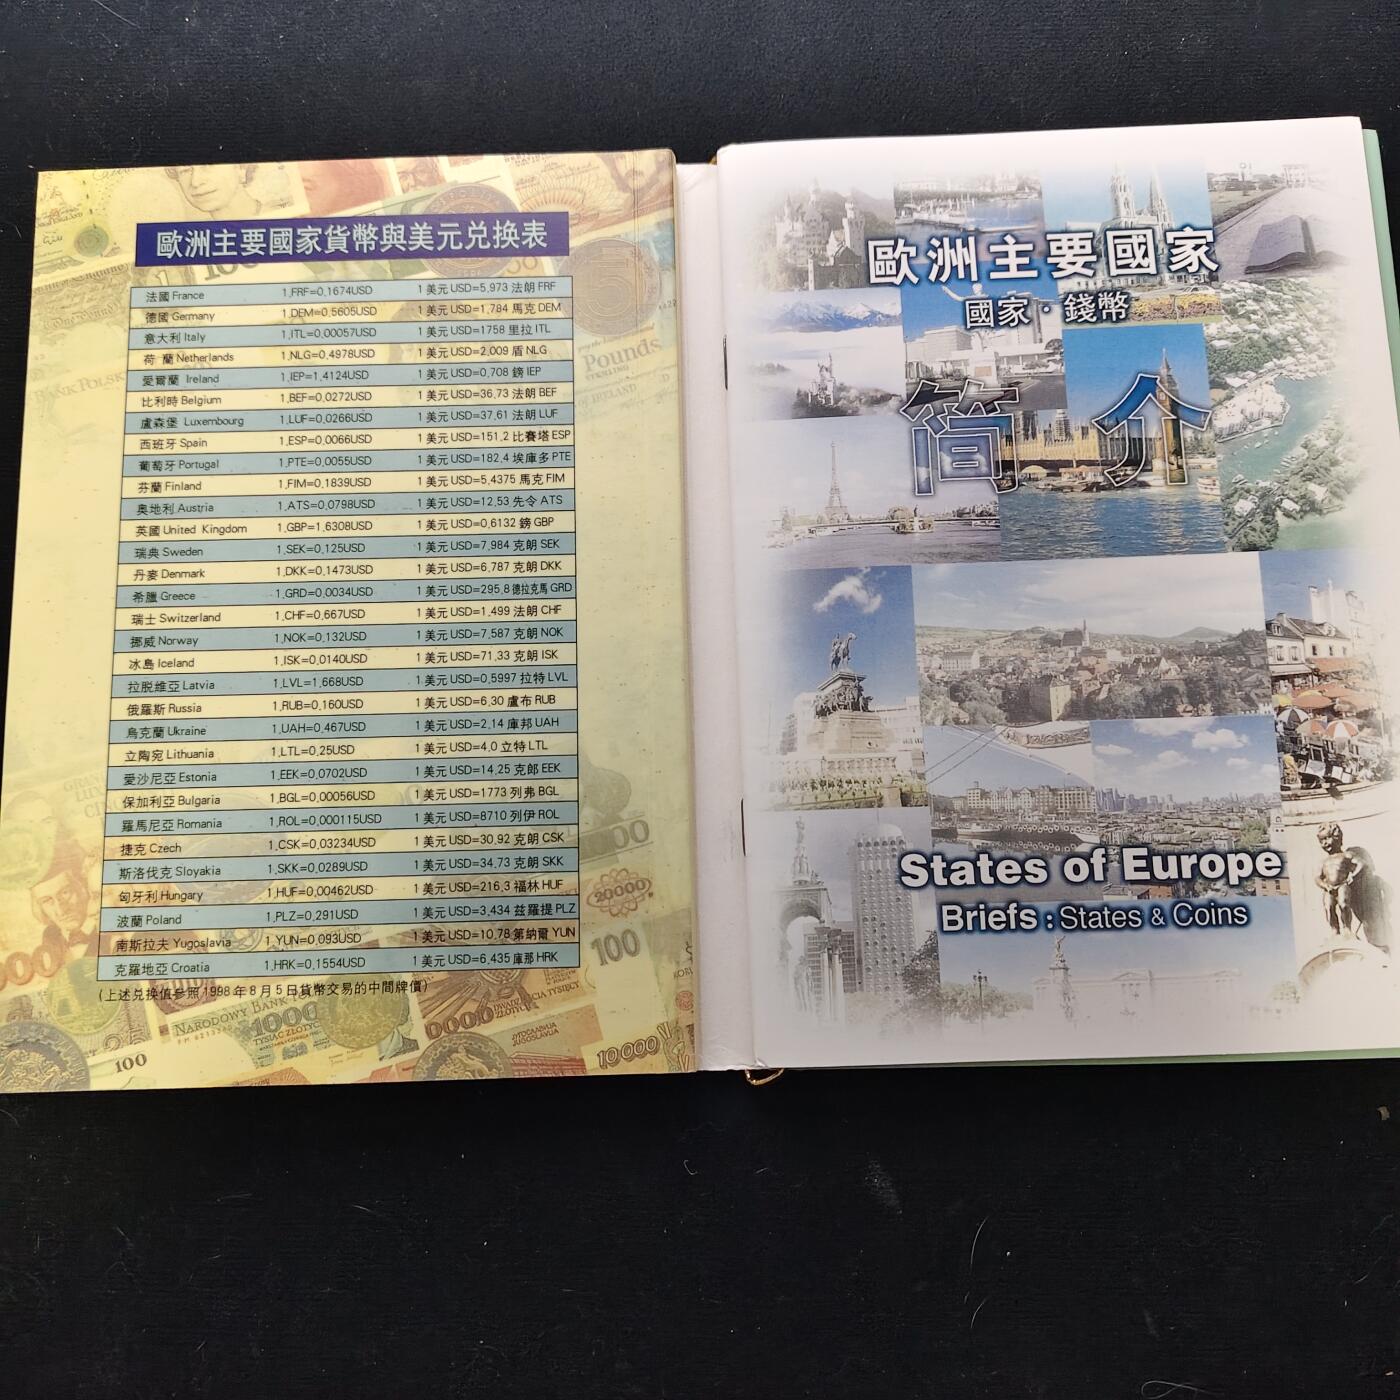 歐洲主要國家貨幣與美元兑换表
法國 France 1,FRF=0,1674USD 1 美元 USD=5,973 法朗 FRF
德國 Germany 1,DEM=0,5605USD 1 美元 USD=1,784 馬克 DEM
意大利 Italy 1,ITL=0,00057USD 1 美元 USD=1758 里拉 ITL
荷 蘭 Netherlands 1,NLG=0,4978USD 1 美元 USD=2,009 盾 NLG
愛爾蘭 Ireland 1,IEP=1,4124USD 1 美元 USD=0,708 鎊 IEP
比利時 Belgium 1,BEF=0,0272USD 1 美元 USD=36,73 法朗 BEF
盧森堡 Luxembourg 1,LUF=0,0266USD 1 美元 USD=37,61 法朗 LUF
西班牙 Spain 1,ESP=0,0066USD 1 美元 USD=151,2 比賽塔 ESP
葡萄牙 Portugal 1,PTE=0,0055USD 1 美元 USD=182,4 埃庫多 PTE
芬蘭 Finland 1,FIM=0,1839USD 1 美元 USD=5,4375 馬克 FIM
奥地利 Austria 1,ATS=0,0798USD 1 美元 USD=12,53 先令 ATS
英國 United Kingdom 1,GBP=1,6308USD 1 美元 USD=0,6132 鎊 GBP
瑞典 Sweden 1,SEK=0,125USD 1 美元 USD=7,984 克朗 SEK
丹麥 Denmark 1,DKK=0,1473USD 1 美元 USD=6,787 克朗 DKK
希臘 Greece 1,GRD=0,0034USD 1 美元 USD=295,8 德拉克馬 GRD
瑞士 Switzerland 1,CHF=0,667USD 1 美元 USD=1,499 法朗 CHF
挪威 Norway 1,NOK=0,132USD 1 美元 USD=7,587 克朗 NOK
冰島 Iceland 1,ISK=0,0140USD 1 美元 USD=71,33 克朗 ISK
拉脱維亞 Latvia 1,LVL=1,668USD 1 美元 USD=0,5997 拉特 LVL
俄羅斯 Russia 1,RUB=0,160USD 1 美元 USD=6,30 盧布 RUB
烏克蘭 Ukraine 1,UAH=0,467USD 1 美元 USD=2,14 庫邦 UAH
立陶宛 Lithuania 1,LTL=0,25USD 1 美元 USD=4,0 立特 LTL
愛沙尼亞 Estonia 1,EEK=0,0702USD 1 美元 USD=14,25 克郎 EEK
保加利亞 Bulgaria 1,BGL=0,00056USD 1 美元 USD=1773 列弗 BGL
羅馬尼亞 Romania 1,ROL=0,000115USD 1 美元 USD=8710 列伊 ROL
捷克 Czech 1,CSK=0,03234USD 1 美元 USD=30,92 克朗 CSK
斯洛伐克 Sloyakia 1,SKK=0,0289USD 1 美元 USD=34,73 克朗 SKK
匈牙利 Hungary 1,HUF=0,00462USD 1 美元 USD=216,3 福林 HUF
波蘭 Poland 1,PLZ=0,291USD 1 美元 USD=3,434 兹羅提 PLZ
南斯拉夫 Yugoslavia 1,YUN=0,093USD 1 美元 USD=10,78 第納爾 YUN
克羅地亞 Croatia 1,HRK=0,1554USD 1 美元 USD=6,435 庫那 HRK
(上述兑换值參照 1998 年 8 月 5 日貨幣交易的中間牌價)
歐洲主要國家
國家·錢幣
简介
States of Europe
Briefs : States & Coins